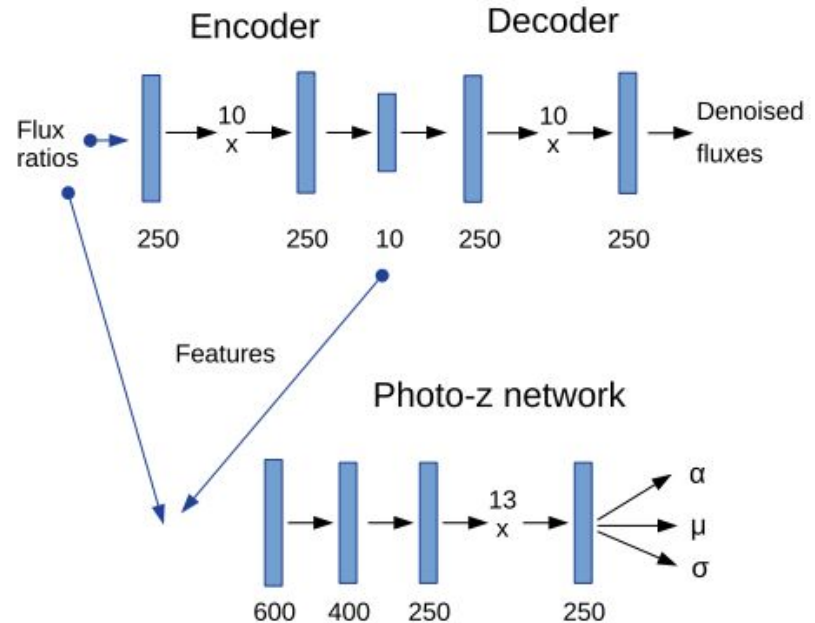 Encoder
Decoder
Flux
ratios
10
x
10
x
Denoised
fluxes
250
250
10
250
250
Features
Photo-z network
13
x
α
μ
σ
600
400
250
250